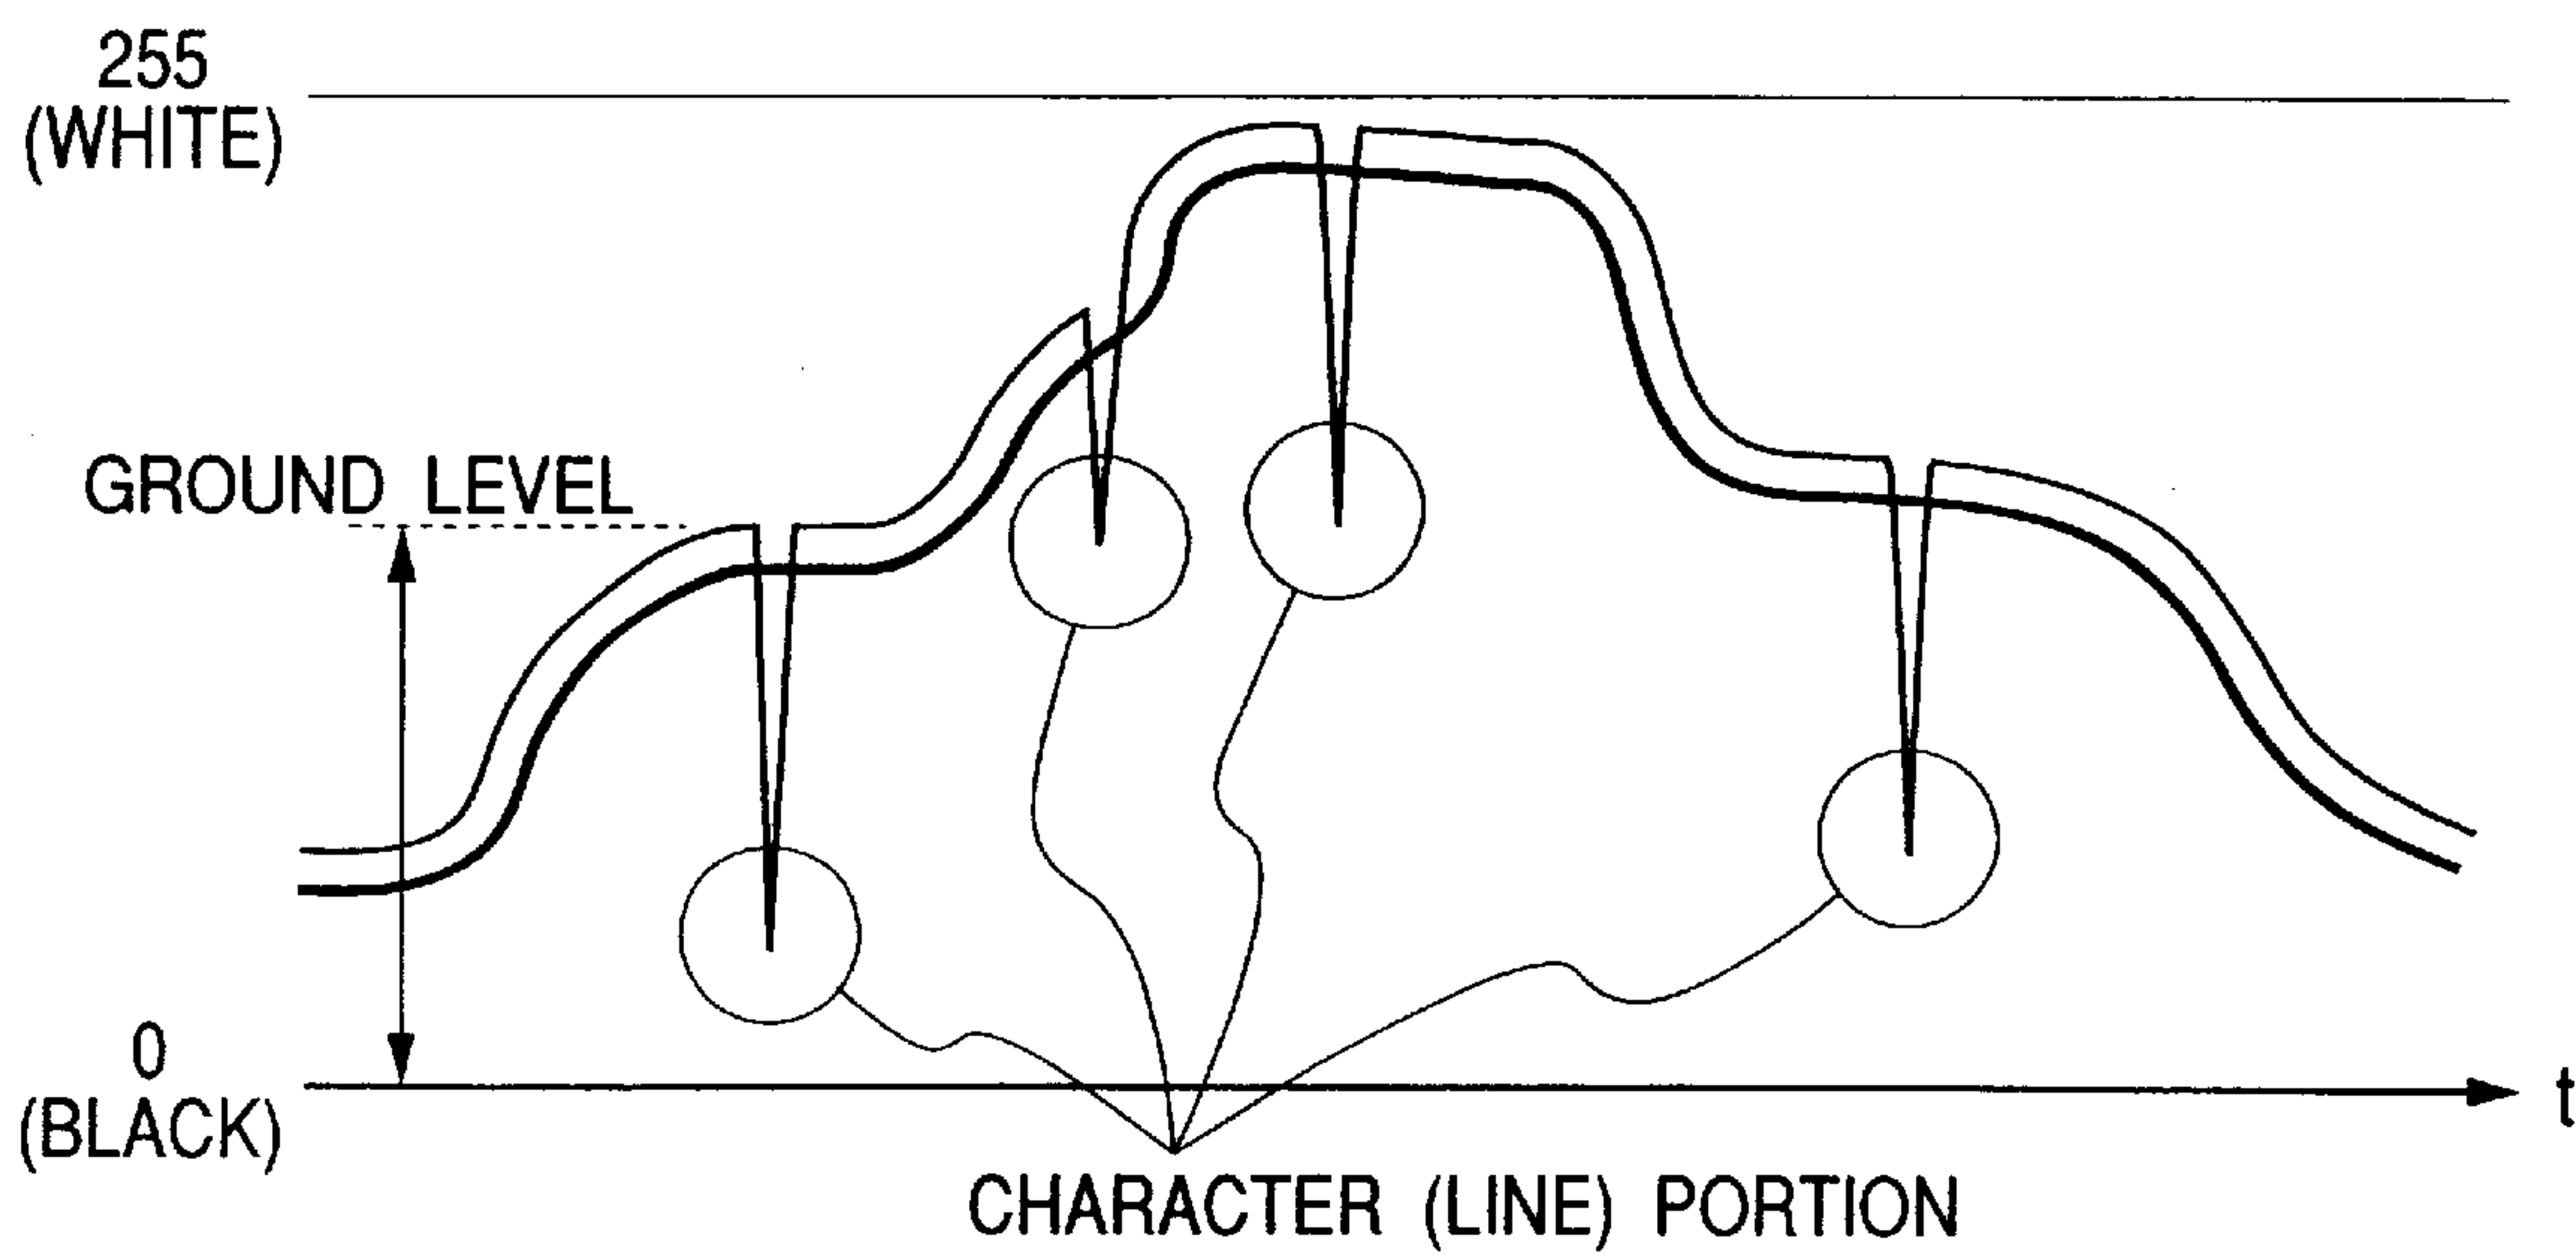 255
(WHITE)
GROUND LEVEL
0
(BLACK)
t
CHARACTER (LINE) PORTION